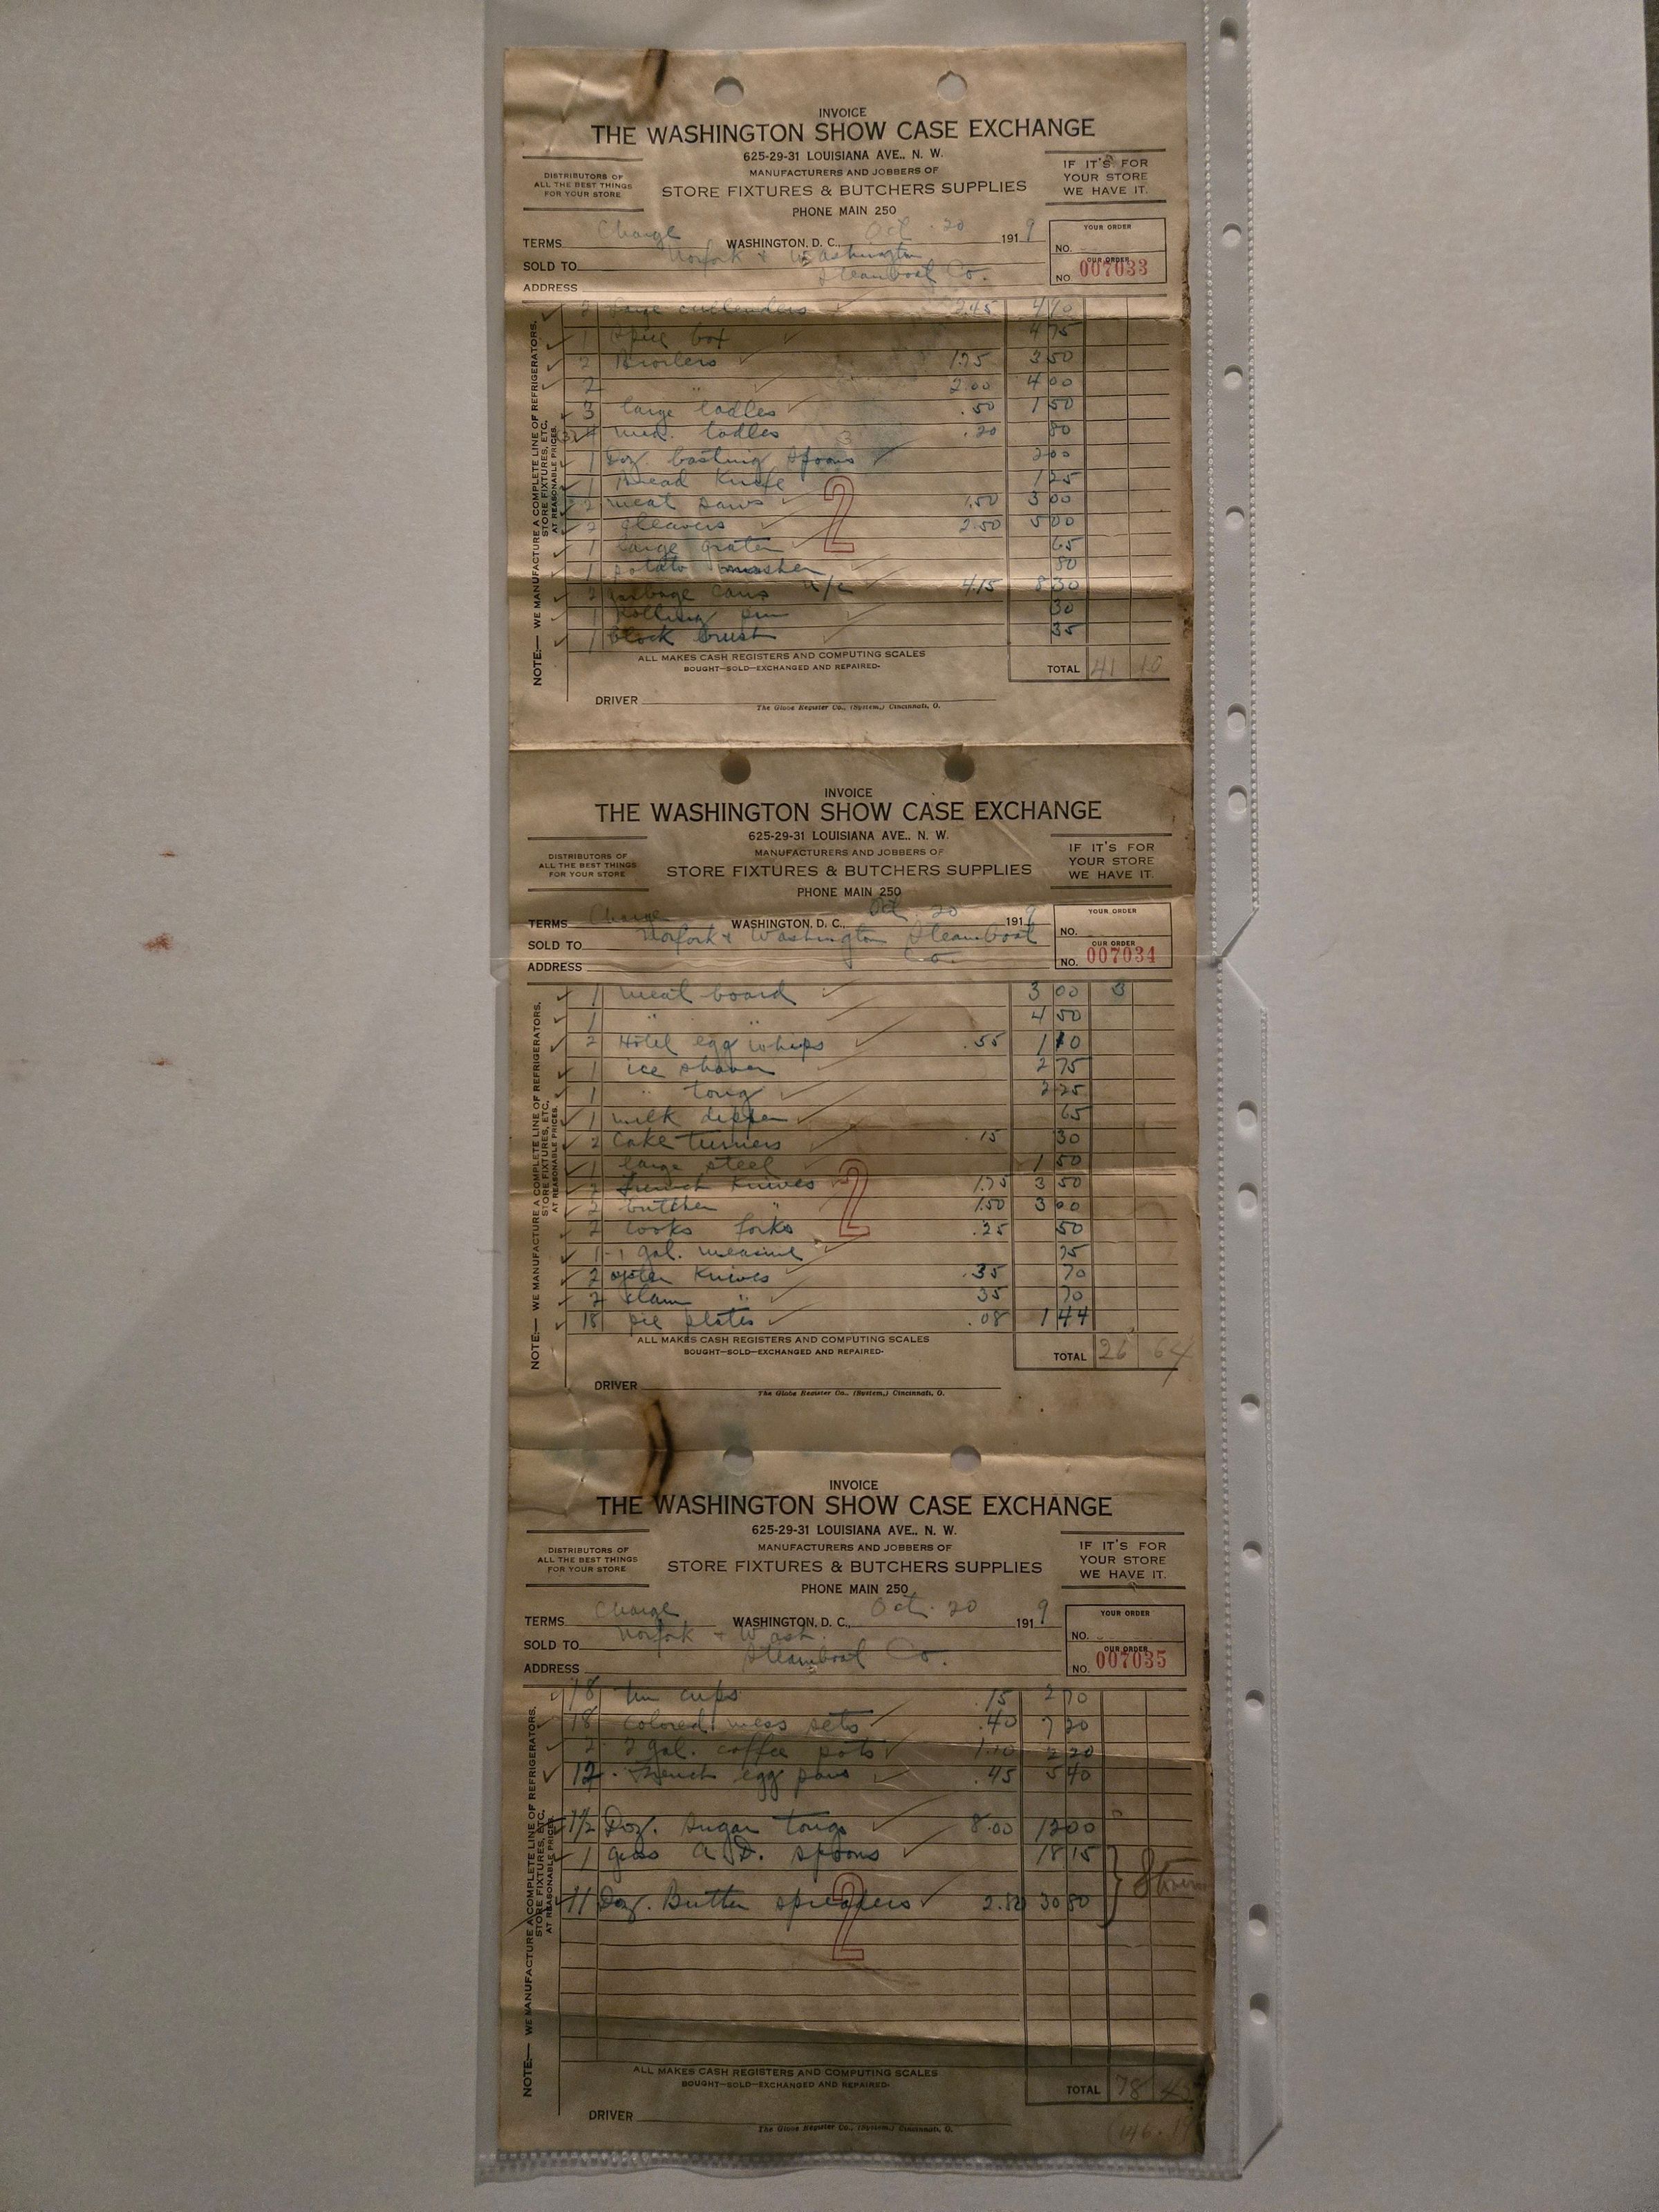 INVOICE
THE WASHINGTON SHOW CASE EXCHANGE
625-29-31 LOUISIANA AVE., N. W.
DISTRIBUTORS OF
ALL THE BEST THINGS
FOR YOUR STORE
MANUFACTURERS AND JOBBERS OF
STORE FIXTURES & BUTCHERS SUPPLIES
PHONE MAIN 250
IF IT'S FOR
YOUR STORE
WE HAVE IT.
TERMS Charge WASHINGTON, D. C., Oct. 20 1919
SOLD TO Norfork & Washington
Steamboat Co.
ADDRESS
YOUR ORDER
NO.
OUR ORDER
NO 007033
NOTE:— WE MANUFACTURE A COMPLETE LINE OF REFRIGERATORS,
STORE FIXTURES, ETC.
AT REASONABLE PRICES.
2 large 2.45 4 90
1 Spice box 4 75
2 Broilers 1.75 3 50
2 " 2.00 4 00
3 large ladles .50 1 50
4 med. ladles .20 80
1 Doz. basting spoons 2 00
1 Bread Knife 1 25
2 meat saws 1.50 3 00
2 cleavers 2.50 5 00
1 large grater 65
1 potato masher 80
2 garbage cans w/c 4.15 8 30
1 Rolling pin 30
1 block brush 35
ALL MAKES CASH REGISTERS AND COMPUTING SCALES
BOUGHT—SOLD—EXCHANGED AND REPAIRED-
TOTAL 41 10
2
DRIVER
The Globe Register Co., (System,) Cincinnati, O.
INVOICE
THE WASHINGTON SHOW CASE EXCHANGE
625-29-31 LOUISIANA AVE., N. W.
DISTRIBUTORS OF
ALL THE BEST THINGS
FOR YOUR STORE
MANUFACTURERS AND JOBBERS OF
STORE FIXTURES & BUTCHERS SUPPLIES
PHONE MAIN 250
IF IT'S FOR
YOUR STORE
WE HAVE IT.
TERMS Charge WASHINGTON, D. C., Oct. 20 1919
SOLD TO Norfork & Washington Steamboat
Co.
ADDRESS
YOUR ORDER
NO.
OUR ORDER
NO. 007034
NOTE:— WE MANUFACTURE A COMPLETE LINE OF REFRIGERATORS,
STORE FIXTURES, ETC.
AT REASONABLE PRICES.
1 meat board 3 00 3
1 " " 4 50
2 Hotel egg whips .55 1 10
1 ice shaver 2 75
1 " tong 2 25
1 milk dipper 65
2 Cake turners .15 30
1 large steel 1 50
2 French Knives 1.75 3 50
2 butcher " 1.50 3 00
2 cooks forks .25 50
1 - 1 gal. measure 75
2 oyster Knives .35 70
2 clam " 35 70
18 pie plates .08 1 44
ALL MAKES CASH REGISTERS AND COMPUTING SCALES
BOUGHT—SOLD—EXCHANGED AND REPAIRED-
TOTAL 26 64
2
DRIVER
The Globe Register Co., (System,) Cincinnati, O.
INVOICE
THE WASHINGTON SHOW CASE EXCHANGE
625-29-31 LOUISIANA AVE., N. W.
DISTRIBUTORS OF
ALL THE BEST THINGS
FOR YOUR STORE
MANUFACTURERS AND JOBBERS OF
STORE FIXTURES & BUTCHERS SUPPLIES
PHONE MAIN 250
IF IT'S FOR
YOUR STORE
WE HAVE IT.
TERMS Charge WASHINGTON, D. C., Oct. 20 1919
SOLD TO Norfork & Wash.
Steamboat Co.
ADDRESS
YOUR ORDER
NO.
OUR ORDER
NO. 007035
NOTE:— WE MANUFACTURE A COMPLETE LINE OF REFRIGERATORS,
STORE FIXTURES, ETC.
AT REASONABLE PRICES.
18 tin cups .15 2 70
18 colored mess sets .40 7 20
2 2 gal. coffee pots 1.10 2 20
12 French egg pans .45 5 40
1 1/2 Doz. Sugar tongs 8.00 12 00
1 gross A. D. spoons 18 15
11 Doz. Butter spreaders 2.80 30 80
2
ALL MAKES CASH REGISTERS AND COMPUTING SCALES
BOUGHT—SOLD—EXCHANGED AND REPAIRED-
TOTAL 78 45
DRIVER
The Globe Register Co., (System,) Cincinnati, O.